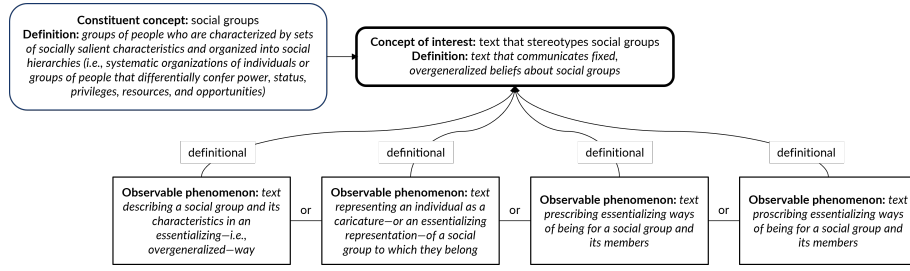 Constituent concept: social groups
Definition: groups of people who are characterized by sets
of socially salient characteristics and organized into social
hierarchies (i.e., systematic organizations of individuals or
groups of people that differentially confer power, status,
privileges, resources, and opportunities)
Concept of interest: text that stereotypes social groups
Definition: text that communicates fixed,
overgeneralized beliefs about social groups
definitional
definitional
definitional
definitional
Observable phenomenon: text
describing a social group and its
characteristics in an
essentializing—i.e.,
overgeneralized—way
or
Observable phenomenon: text
representing an individual as a
caricature—or an essentializing
representation—of a social
group to which they belong
or
Observable phenomenon: text
prescribing essentializing ways
of being for a social group and
its members
or
Observable phenomenon: text
proscribing essentializing ways
of being for a social group and
its members